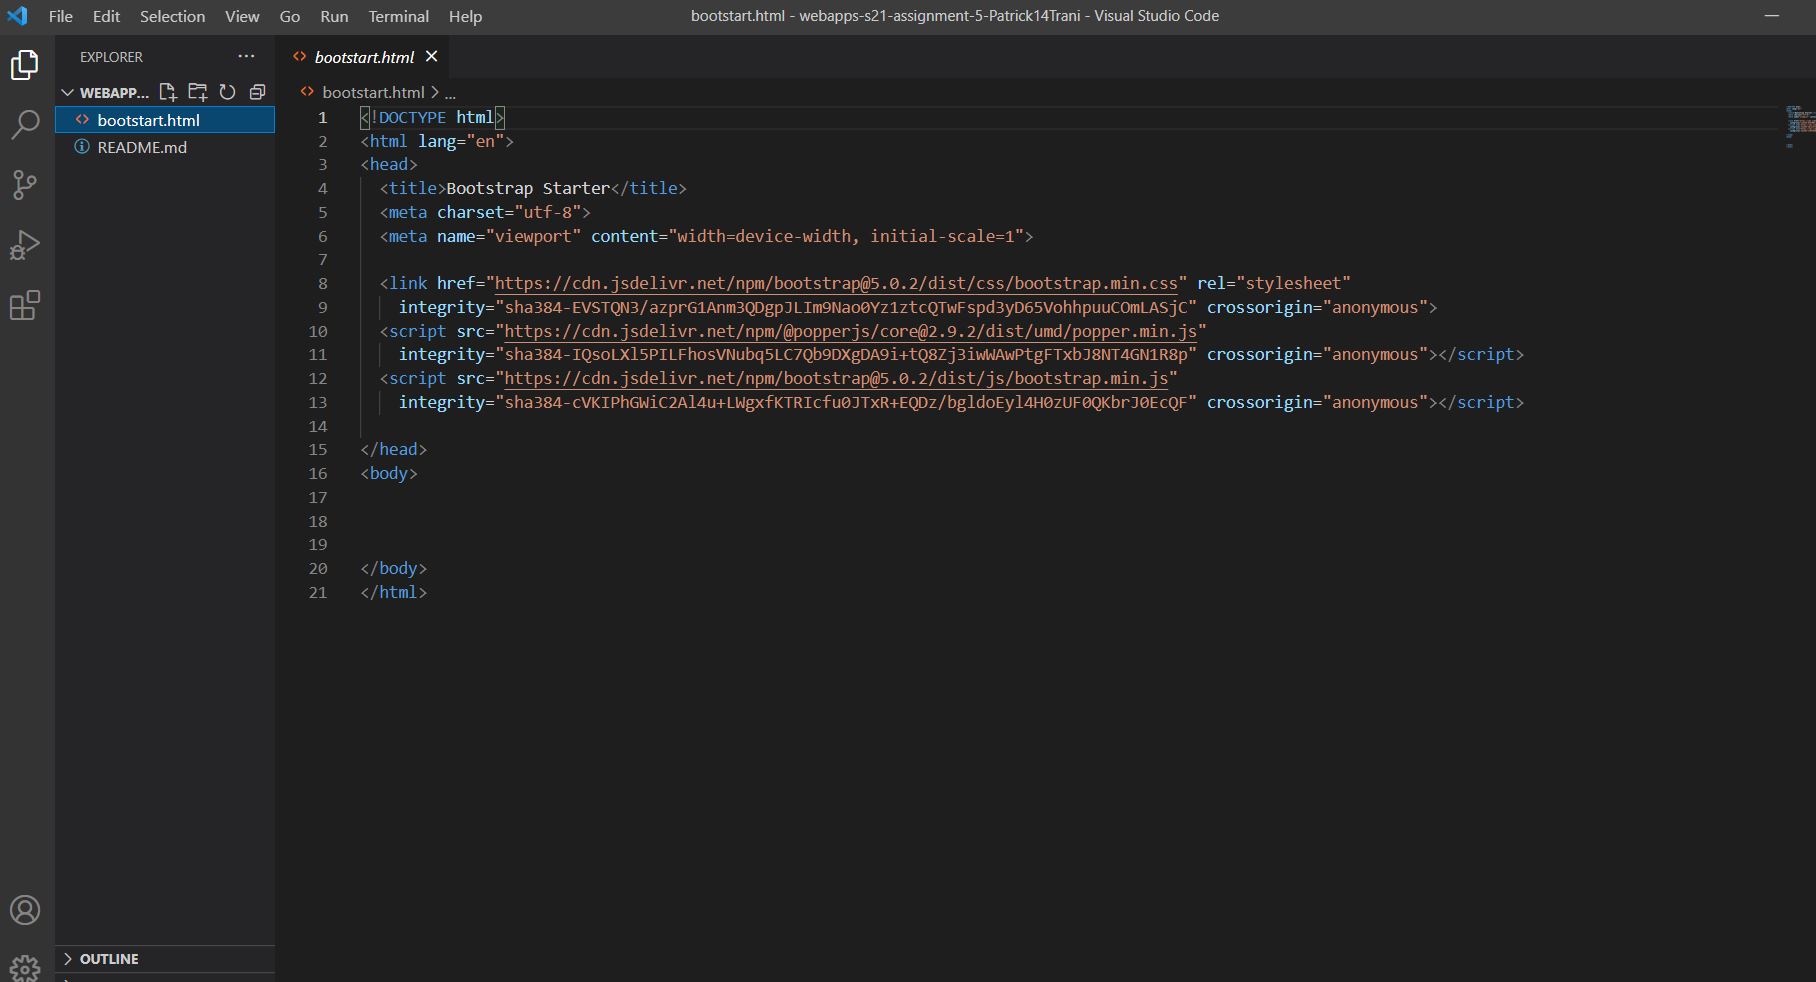 File Edit Selection View Go Run Terminal Help
bootstart.html - webapps-s21-assignment-5-Patrick14Trani - Visual Studio Code
EXPLORER
WEBAPP...
bootstart.html
README.md
OUTLINE
bootstart.html
bootstart.html > ...
1 <!DOCTYPE html>
2 <html lang="en">
3 <head>
4 <title>Bootstrap Starter</title>
5 <meta charset="utf-8">
6 <meta name="viewport" content="width=device-width, initial-scale=1">
7
8 <link href="https://cdn.jsdelivr.net/npm/bootstrap@5.0.2/dist/css/bootstrap.min.css" rel="stylesheet"
9 integrity="sha384-EVSTQN3/azprG1Anm3QDgpJLIm9Nao0Yz1ztcQTwFspd3yD65VohhpuuCOmLASjC" crossorigin="anonymous">
10 <script src="https://cdn.jsdelivr.net/npm/@popperjs/core@2.9.2/dist/umd/popper.min.js"
11 integrity="sha384-IQsoLXl5PILFhosVNubq5LC7Qb9DXgDA9i+tQ8Zj3iwWAwPtgFTxbJ8NT4GN1R8p" crossorigin="anonymous"></script>
12 <script src="https://cdn.jsdelivr.net/npm/bootstrap@5.0.2/dist/js/bootstrap.min.js"
13 integrity="sha384-cVKIPhGWiC2Al4u+LWgxfKTRIcfu0JTxR+EQDz/bgldoEyl4H0zUF0QKbrJ0EcQF" crossorigin="anonymous"></script>
14
15 </head>
16 <body>
17
18
19
20 </body>
21 </html>